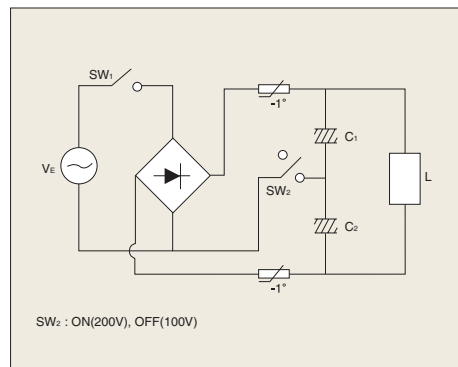 SW₁
-1°
C₁
VE
SW₂
L
C₂
-1°
SW₂ : ON(200V), OFF(100V)